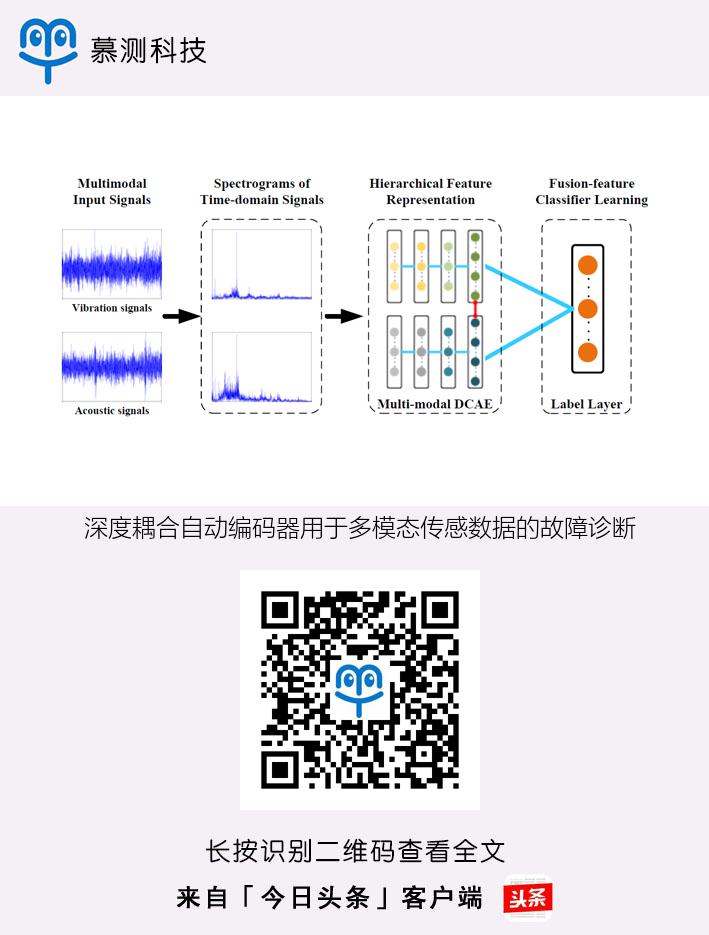 慕测科技
Multimodal
Input Signals
Spectrograms of
Time-domain Signals
Hierarchical Feature
Representation
Fusion-feature
Classifier Learning
Vibration signals
Acoustic signals
Multi-modal DCAE
Label Layer
深度耦合自动编码器用于多模态传感数据的故障诊断
长按识别二维码查看全文
来自「今日头条」客户端
头条